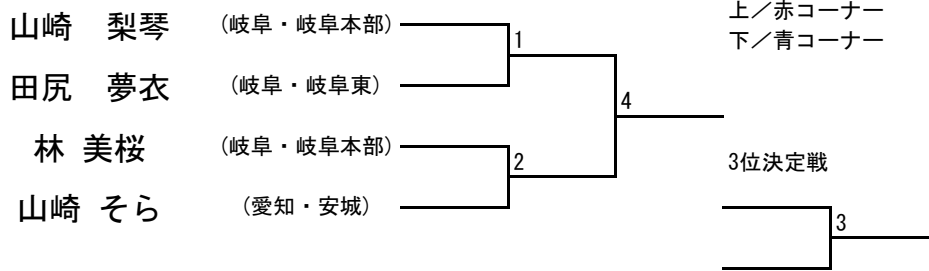 上／赤コーナー
山崎　梨琴　（岐阜・岐阜本部）
1
下／青コーナー
田尻　夢衣　（岐阜・岐阜東）
4
林 美桜　（岐阜・岐阜本部）
2
3位決定戦
山崎 そら　（愛知・安城）
3